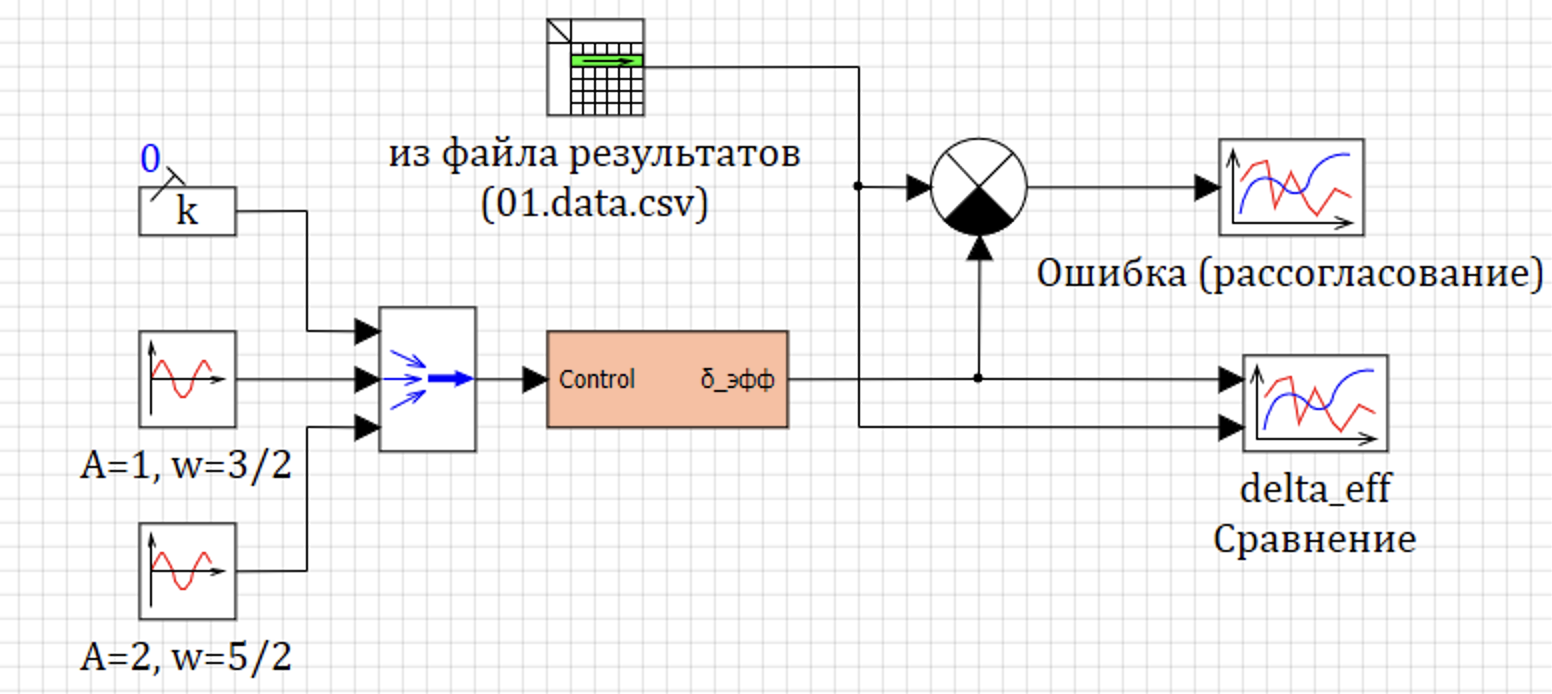 из файла результатов
(01.data.csv)
0
k
Ошибка (рассогласование)
Control
δ_эфф
A=1, w=3/2
delta_eff
Сравнение
A=2, w=5/2